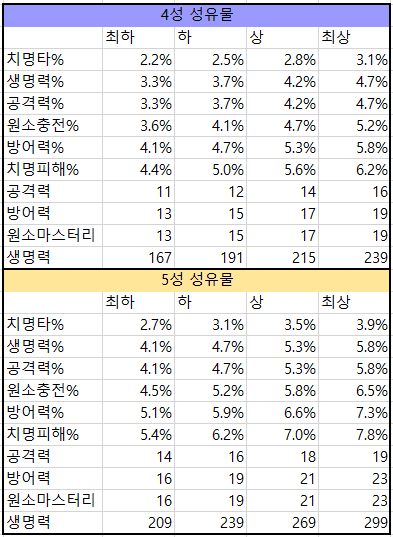 4성 성유물
최하 하 상 최상
치명타% 2.2% 2.5% 2.8% 3.1%
생명력% 3.3% 3.7% 4.2% 4.7%
공격력% 3.3% 3.7% 4.2% 4.7%
원소충전% 3.6% 4.1% 4.7% 5.2%
방어력% 4.1% 4.7% 5.3% 5.8%
치명피해% 4.4% 5.0% 5.6% 6.2%
공격력 11 12 14 16
방어력 13 15 17 19
원소마스터리 13 15 17 19
생명력 167 191 215 239
5성 성유물
최하 하 상 최상
치명타% 2.7% 3.1% 3.5% 3.9%
생명력% 4.1% 4.7% 5.3% 5.8%
공격력% 4.1% 4.7% 5.3% 5.8%
원소충전% 4.5% 5.2% 5.8% 6.5%
방어력% 5.1% 5.9% 6.6% 7.3%
치명피해% 5.4% 6.2% 7.0% 7.8%
공격력 14 16 18 19
방어력 16 19 21 23
원소마스터리 16 19 21 23
생명력 209 239 269 299